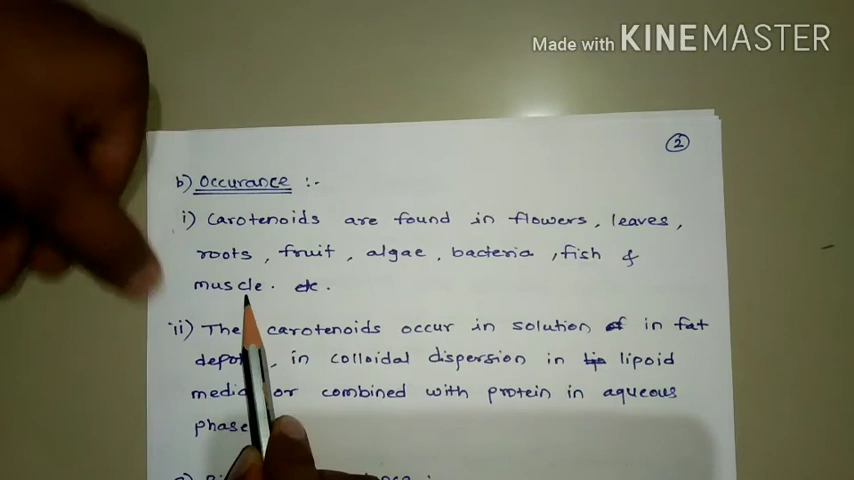 Made with KINEMASTER
2
b) Occurance :-
i) Carotenoids are found in flowers, leaves,
roots, fruit, algae, bacteria, fish &
muscle. etc.
ii) The carotenoids occur in solution of in fat
depot, in colloidal dispersion in lip lipoid
media or combined with protein in aqueous
phase